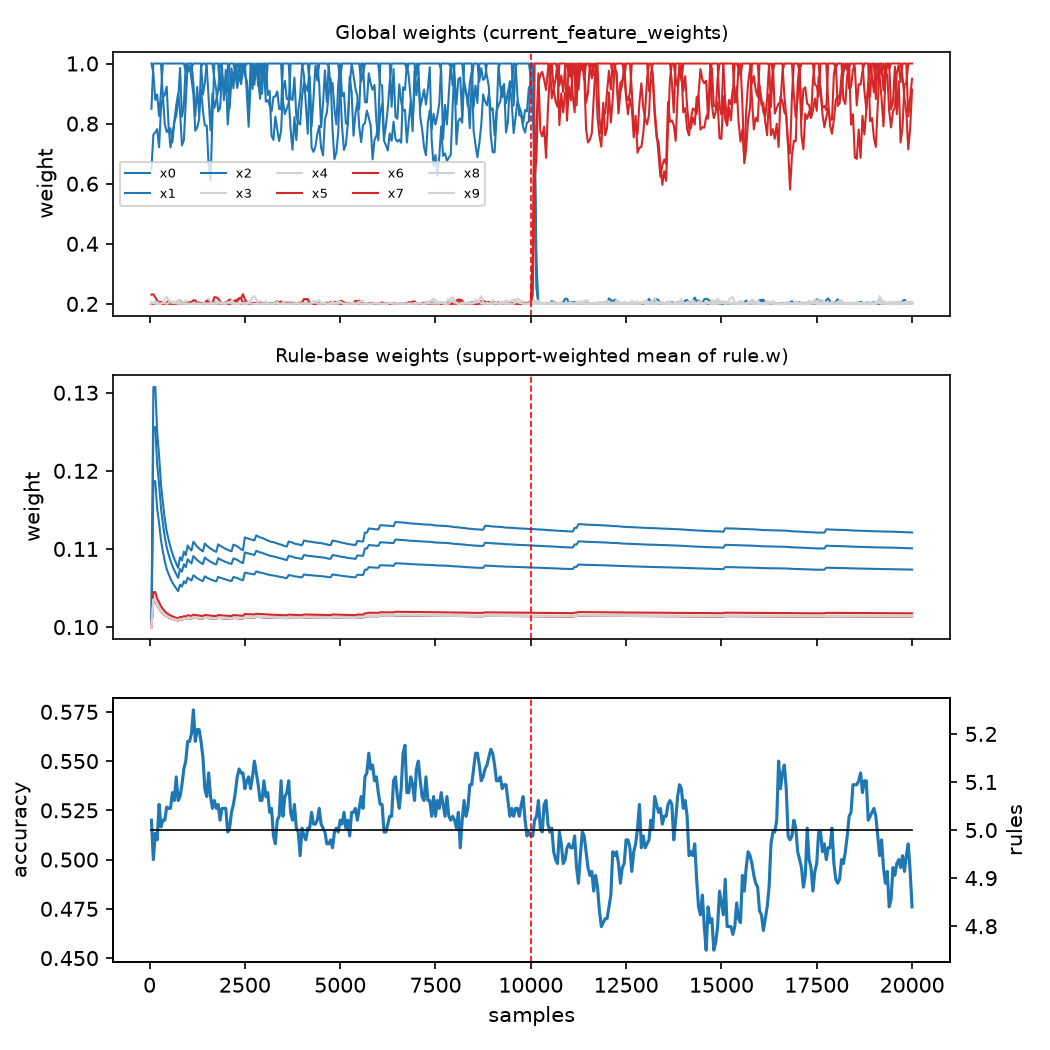 Global weights (current_feature_weights)
1.0
0.8
0.6
0.4
0.2
weight
x0 x2 x4 x6 x8
x1 x3 x5 x7 x9
Rule-base weights (support-weighted mean of rule.w)
0.13
0.12
0.11
0.10
weight
0.575
0.550
0.525
0.500
0.475
0.450
accuracy
5.2
5.1
5.0
4.9
4.8
rules
0 2500 5000 7500 10000 12500 15000 17500 20000
samples